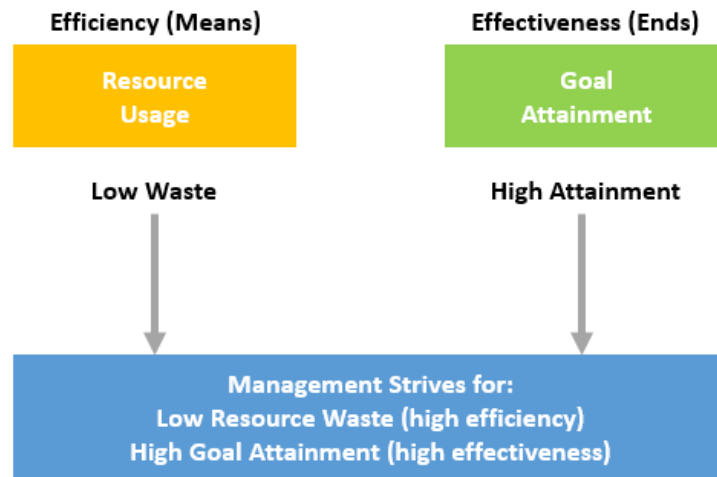 Efficiency (Means)
Effectiveness (Ends)
Resource
Usage
Goal
Attainment
Low Waste
High Attainment
Management Strives for:
Low Resource Waste (high efficiency)
High Goal Attainment (high effectiveness)